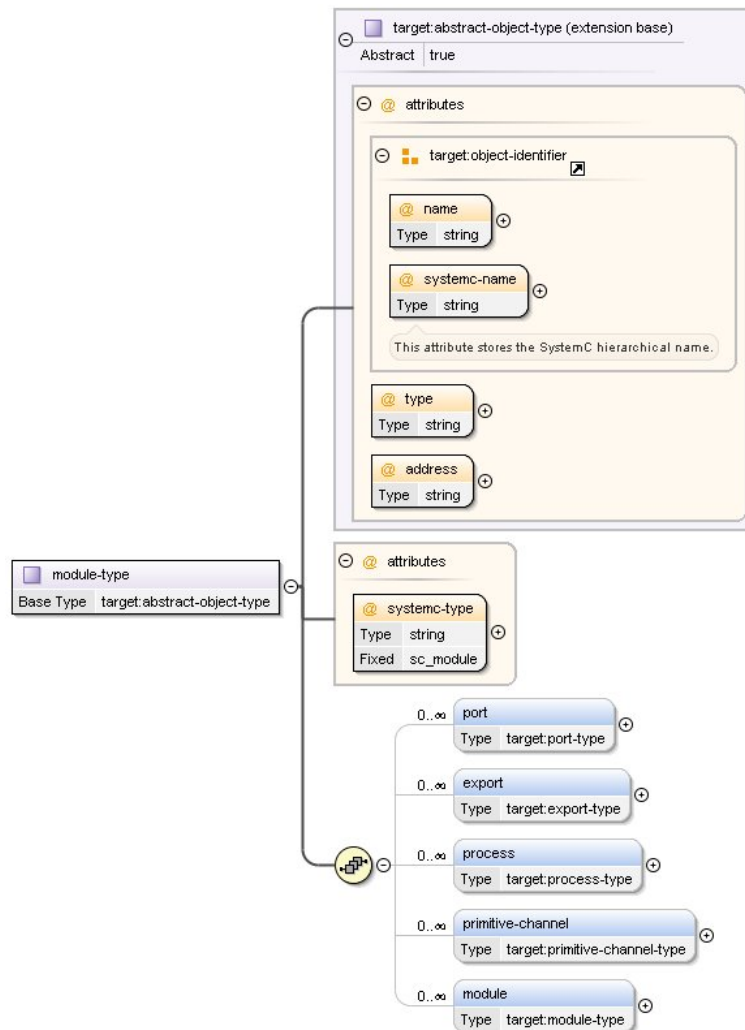 target:abstract-object-type (extension base)
Abstract true
@ attributes
target:object-identifier
@ name
Type string
@ systemc-name
Type string
This attribute stores the SystemC hierarchical name.
@ type
Type string
@ address
Type string
module-type
Base Type target:abstract-object-type
@ attributes
@ systemc-type
Type string
Fixed sc_module
0..∞ port
Type target:port-type
0..∞ export
Type target:export-type
0..∞ process
Type target:process-type
0..∞ primitive-channel
Type target:primitive-channel-type
0..∞ module
Type target:module-type